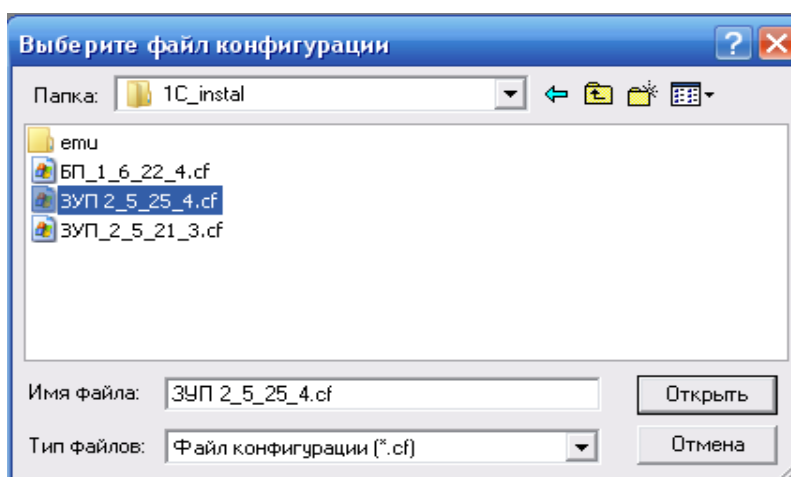 Выберите файл конфигурации
Папка: 1C_instal
emu
БП_1_6_22_4.cf
ЗУП 2_5_25_4.cf
ЗУП_2_5_21_3.cf
Имя файла: ЗУП 2_5_25_4.cf Открыть
Тип файлов: Файл конфигурации (*.cf) Отмена